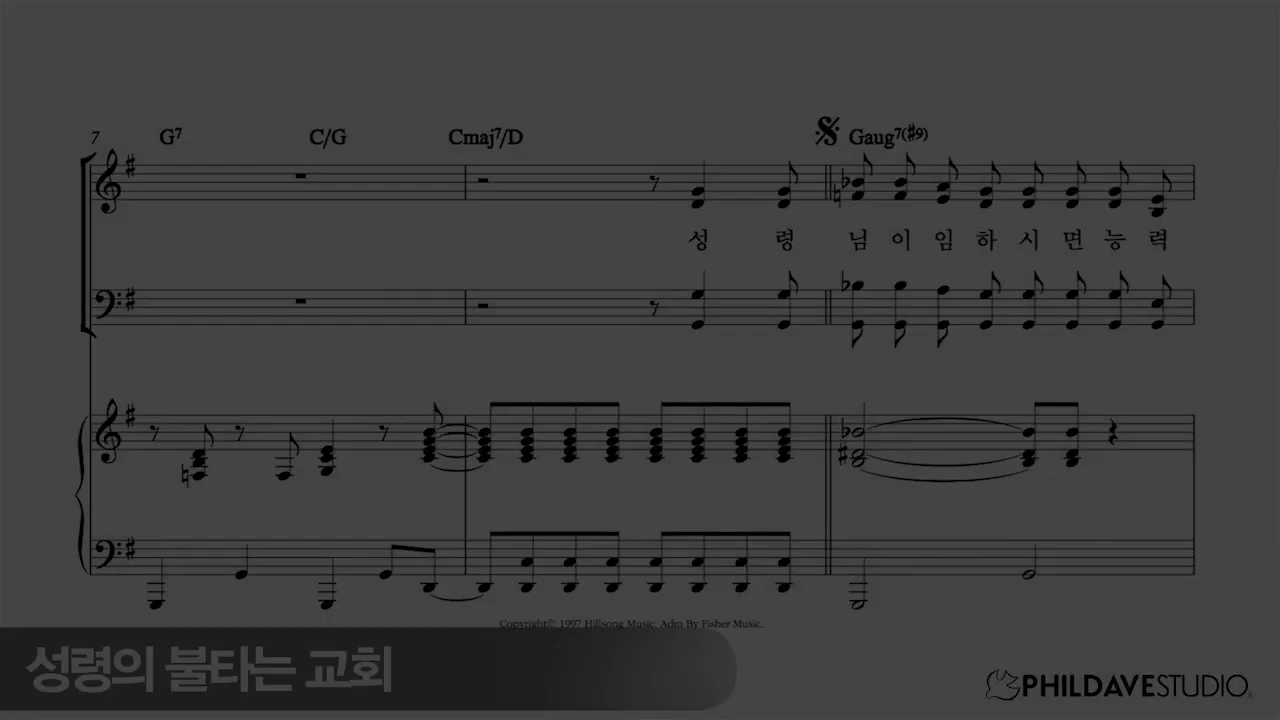 7 G7 C/G Cmaj7/D Gaug7(#9)
성 령 님 이 임 하 시 면 능 력
Copyright© 1997 Hillsong Music. Adm By Fisher Music.
성령의 불타는 교회
PHILDAVESTUDIO